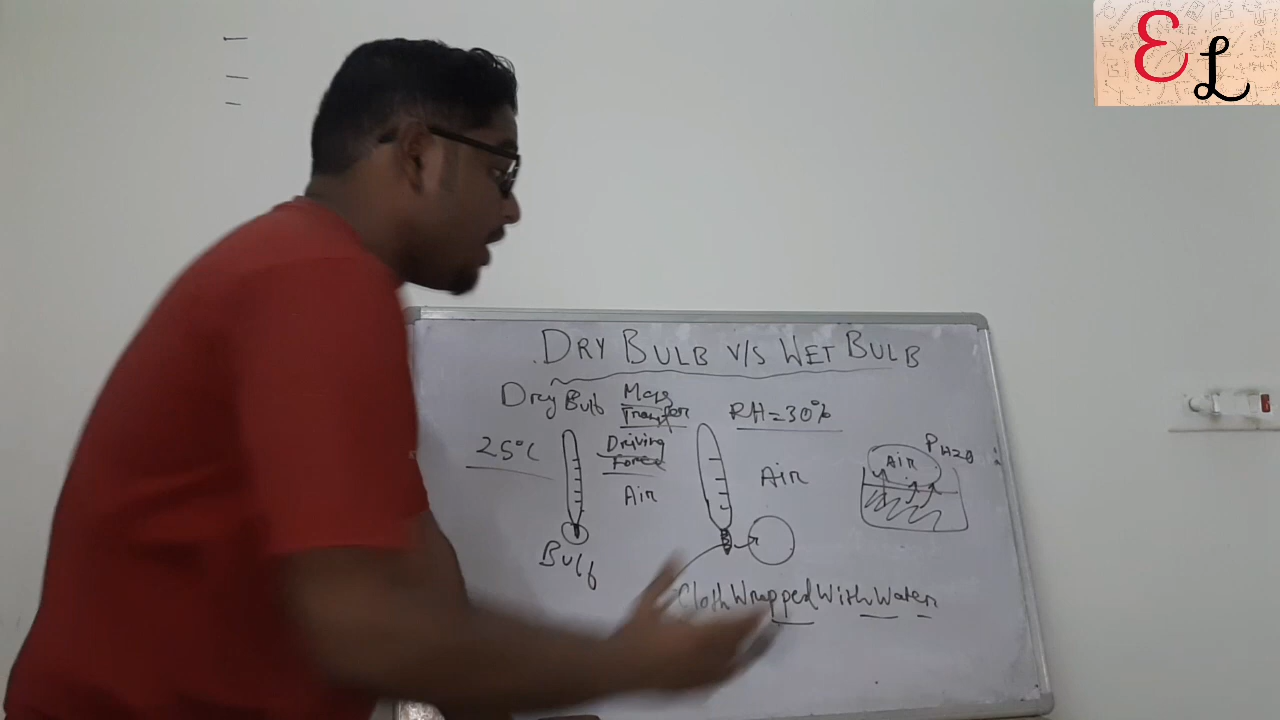 EL
DRY BULB V/S WET BULB
Dry Bulb
Mass
Transfer
RH=30%
25°C
Driving
Force
Air
Air
Air
PH2O
Bulb
Cloth Wrapped With Water